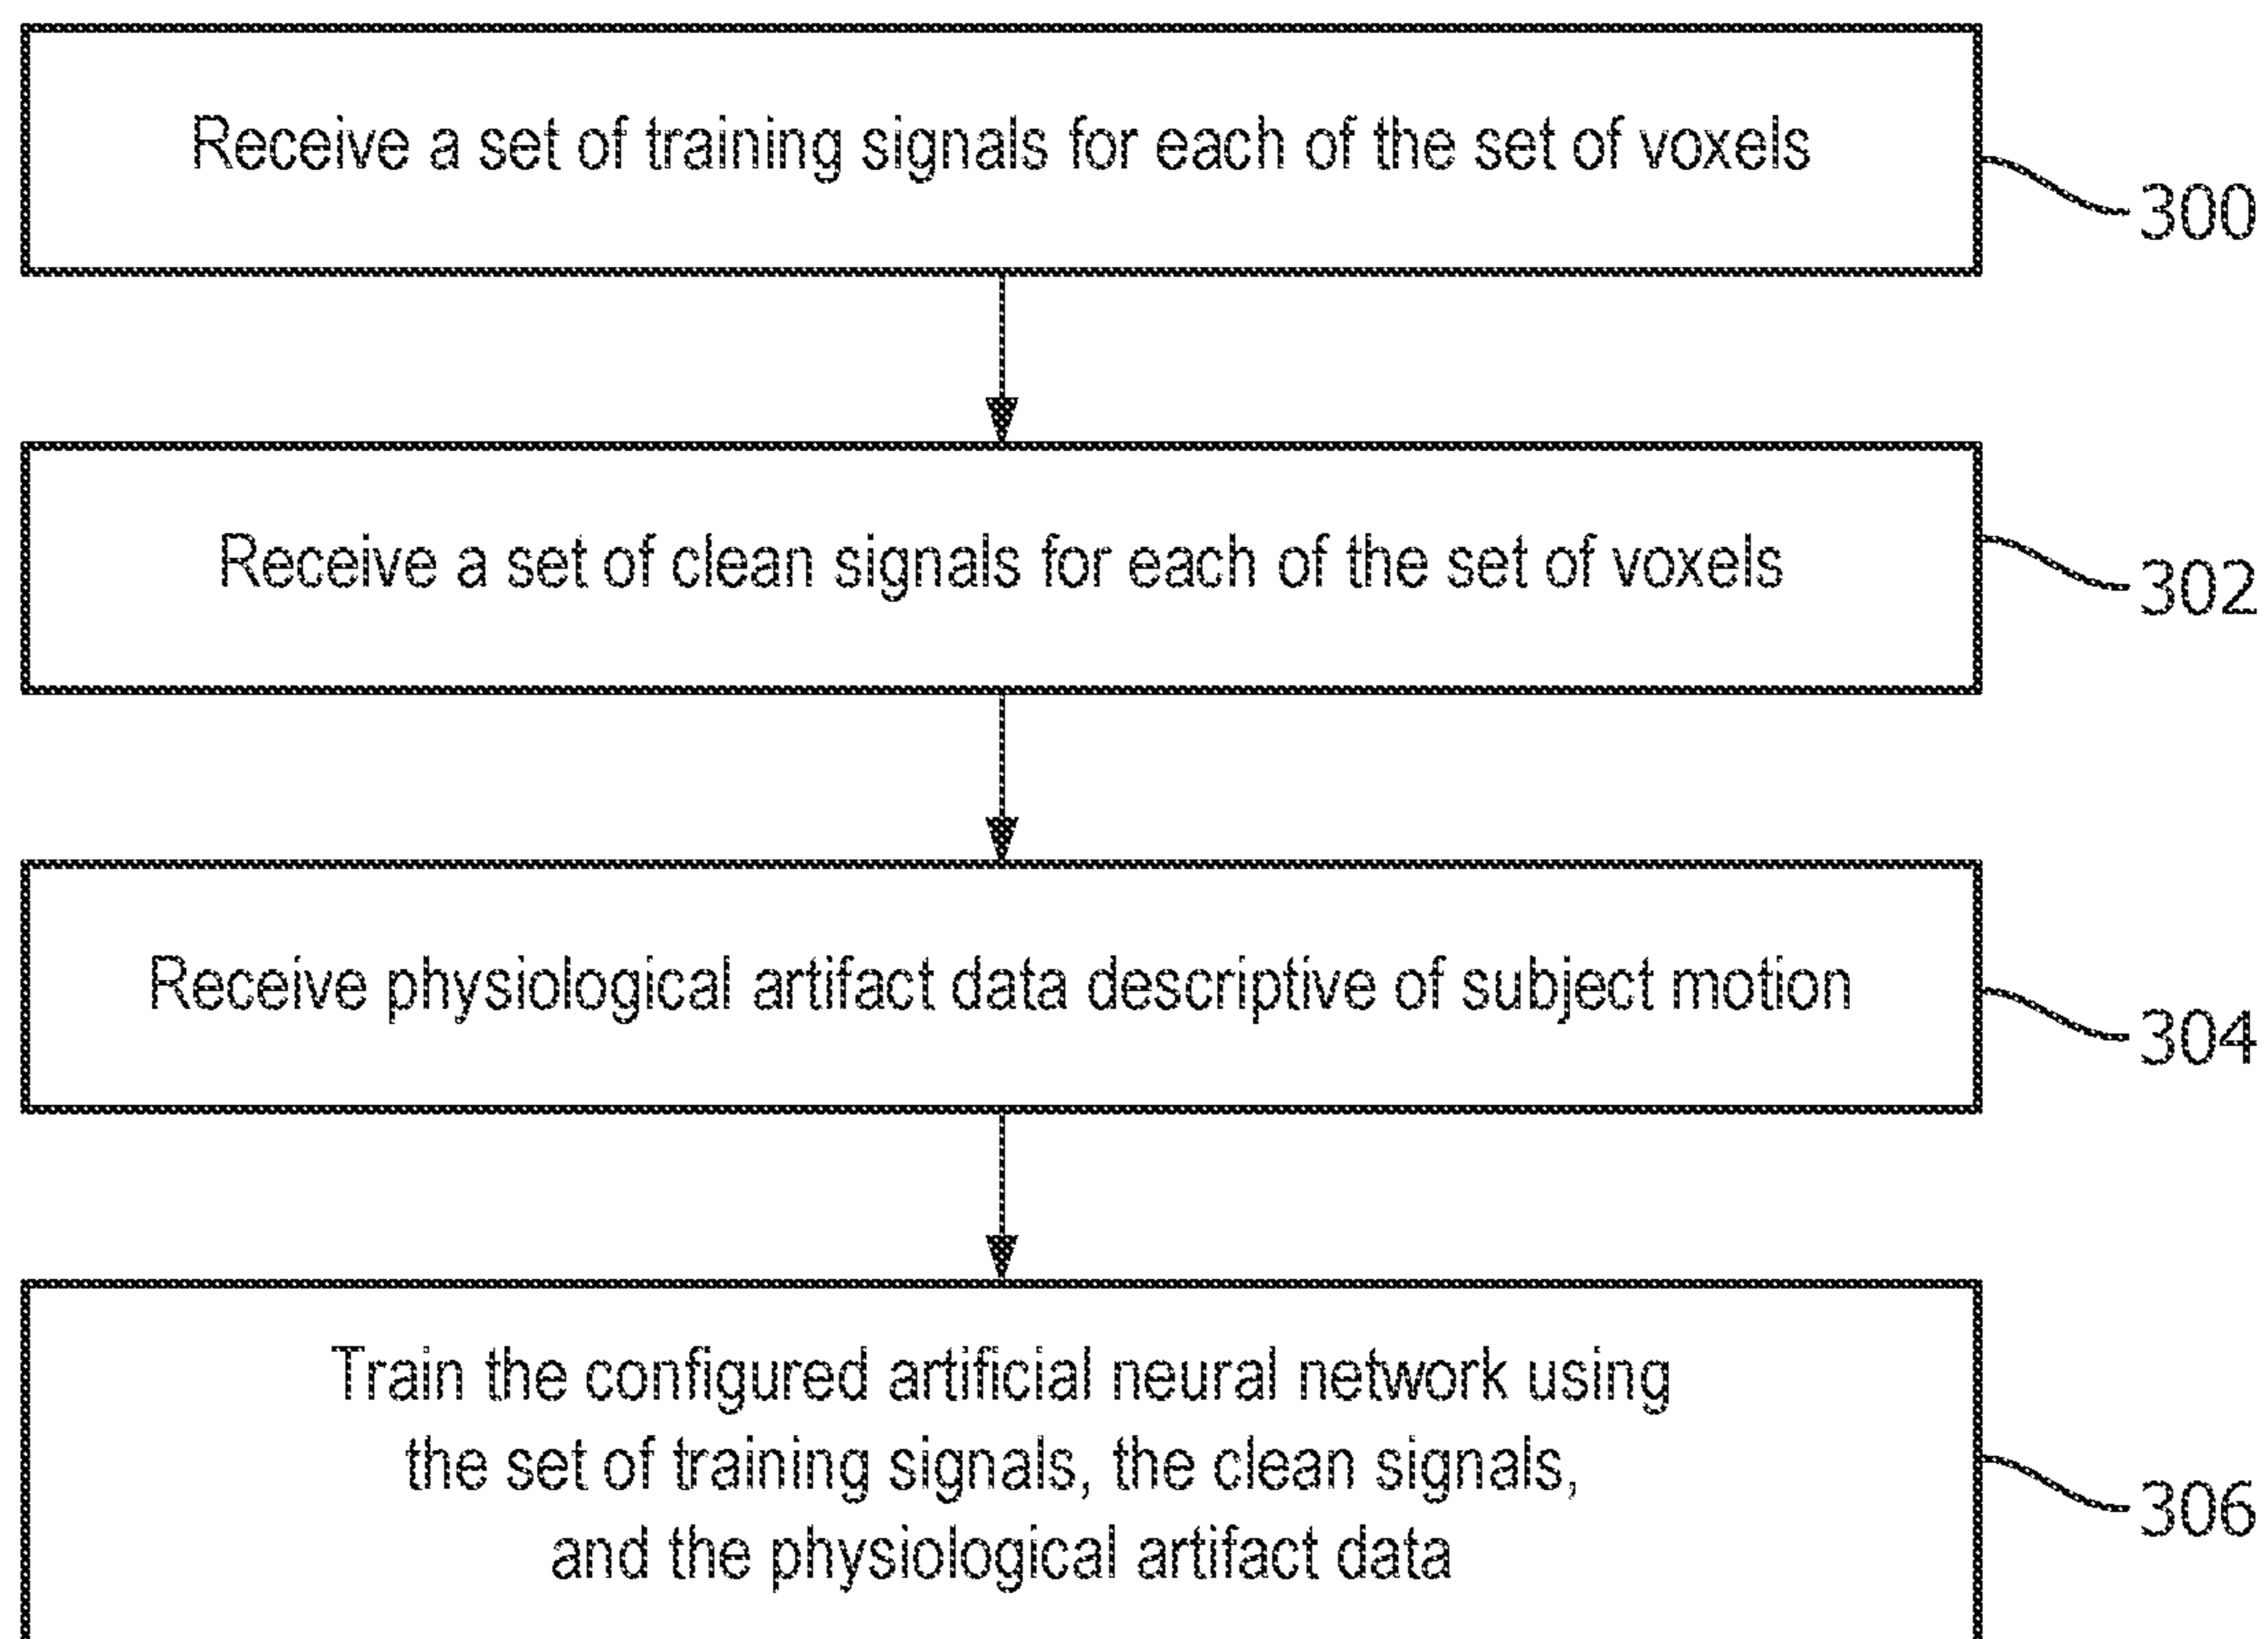 Receive a set of training signals for each of the set of voxels
300
Receive a set of clean signals for each of the set of voxels
302
Receive physiological artifact data descriptive of subject motion
304
Train the configured artificial neural network using
the set of training signals, the clean signals,
and the physiological artifact data
306